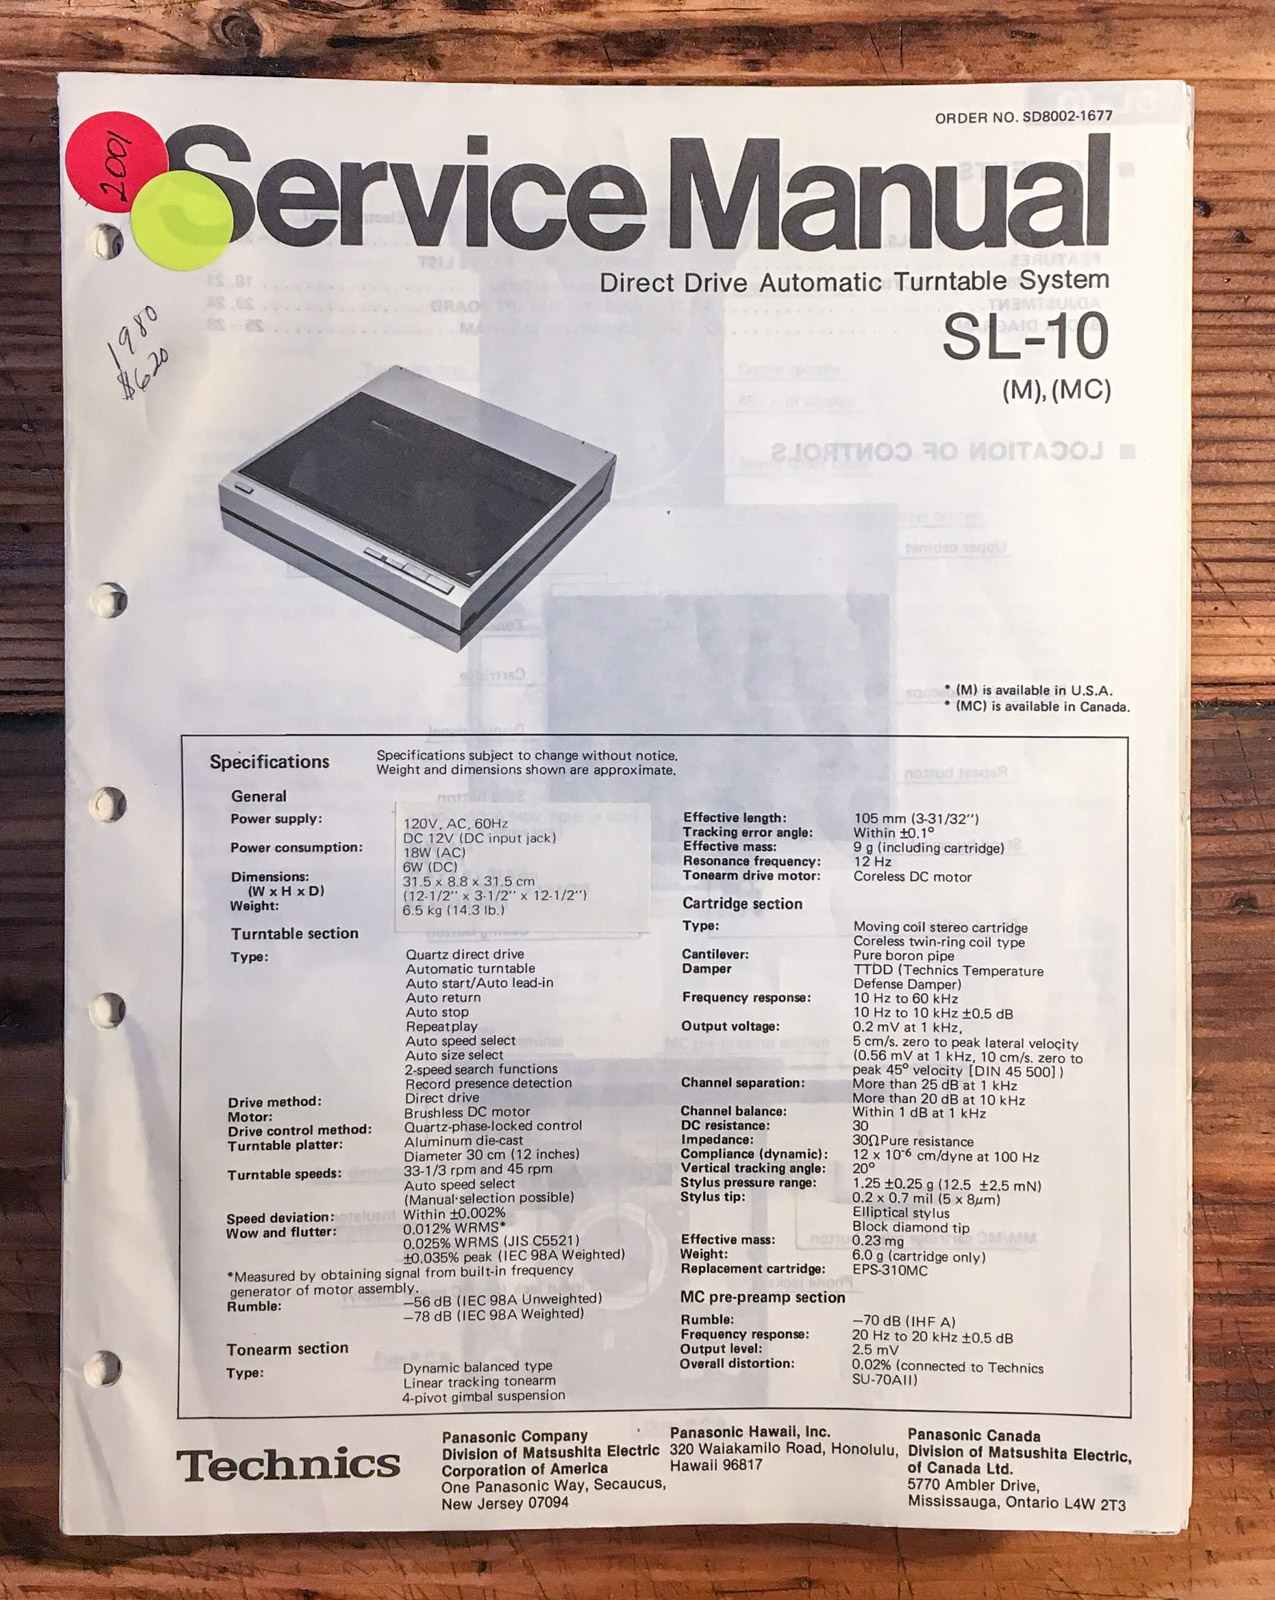 ORDER NO. SD8002-1677
2001
Service Manual
Direct Drive Automatic Turntable System
SL-10
(M), (MC)
1980
$620
* (M) is available in U.S.A.
* (MC) is available in Canada.
Specifications
Specifications subject to change without notice.
Weight and dimensions shown are approximate.
General
Power supply: 120V, AC, 60Hz
DC 12V (DC input jack)
Power consumption: 18W (AC)
6W (DC)
Dimensions: 31.5 x 8.8 x 31.5 cm
(W x H x D) (12-1/2'' x 3-1/2'' x 12-1/2'')
Weight: 6.5 kg (14.3 lb.)
Turntable section
Type: Quartz direct drive
Automatic turntable
Auto start/Auto lead-in
Auto return
Auto stop
Repeat play
Auto speed select
Auto size select
2-speed search functions
Record presence detection
Drive method: Direct drive
Motor: Brushless DC motor
Drive control method: Quartz-phase-locked control
Turntable platter: Aluminum die-cast
Diameter 30 cm (12 inches)
Turntable speeds: 33-1/3 rpm and 45 rpm
Auto speed select
(Manual selection possible)
Speed deviation: Within ±0.002%
Wow and flutter: 0.012% WRMS*
0.025% WRMS (JIS C5521)
±0.035% peak (IEC 98A Weighted)
*Measured by obtaining signal from built-in frequency
generator of motor assembly.
Rumble: −56 dB (IEC 98A Unweighted)
−78 dB (IEC 98A Weighted)
Tonearm section
Type: Dynamic balanced type
Linear tracking tonearm
4-pivot gimbal suspension
Effective length: 105 mm (3-31/32'')
Tracking error angle: Within ±0.1°
Effective mass: 9 g (including cartridge)
Resonance frequency: 12 Hz
Tonearm drive motor: Coreless DC motor
Cartridge section
Type: Moving coil stereo cartridge
Coreless twin-ring coil type
Cantilever: Pure boron pipe
Damper TTDD (Technics Temperature
Defense Damper)
Frequency response: 10 Hz to 60 kHz
10 Hz to 10 kHz ±0.5 dB
Output voltage: 0.2 mV at 1 kHz,
5 cm/s. zero to peak lateral velocity
(0.56 mV at 1 kHz, 10 cm/s. zero to
peak 45° velocity [DIN 45 500])
Channel separation: More than 25 dB at 1 kHz
More than 20 dB at 10 kHz
Channel balance: Within 1 dB at 1 kHz
DC resistance: 30
Impedance: 30Ω Pure resistance
Compliance (dynamic): 12 x 10⁻⁶ cm/dyne at 100 Hz
Vertical tracking angle: 20°
Stylus pressure range: 1.25 ±0.25 g (12.5 ±2.5 mN)
Stylus tip: 0.2 x 0.7 mil (5 x 8μm)
Elliptical stylus
Block diamond tip
Effective mass: 0.23 mg
Weight: 6.0 g (cartridge only)
Replacement cartridge: EPS-310MC
MC pre-preamp section
Rumble: −70 dB (IHF A)
Frequency response: 20 Hz to 20 kHz ±0.5 dB
Output level: 2.5 mV
Overall distortion: 0.02% (connected to Technics
SU-70AII)
Technics
Panasonic Company
Division of Matsushita Electric
Corporation of America
One Panasonic Way, Secaucus,
New Jersey 07094
Panasonic Hawaii, Inc.
320 Waiakamilo Road, Honolulu,
Hawaii 96817
Panasonic Canada
Division of Matsushita Electric,
of Canada Ltd.
5770 Ambler Drive,
Mississauga, Ontario L4W 2T3